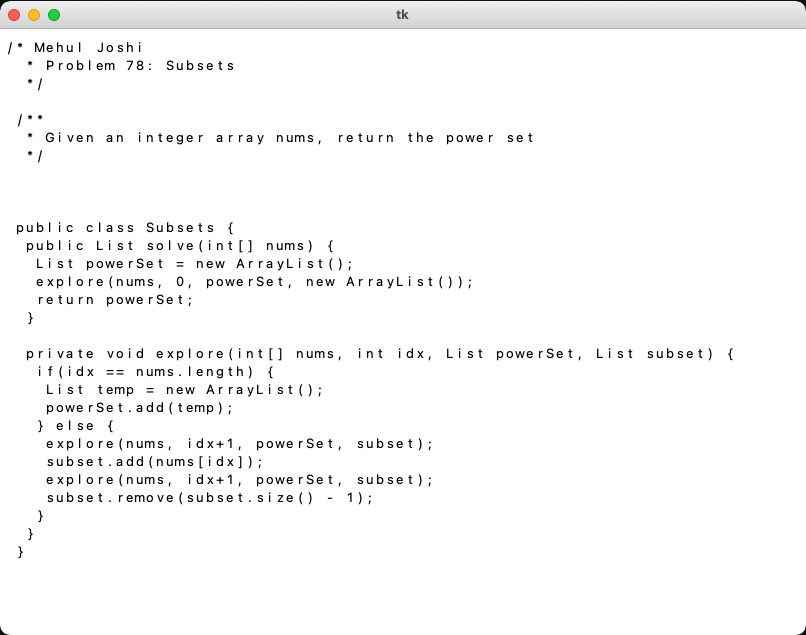 tk
/* Mehul Joshi
* Problem 78: Subsets
*/
/**
* Given an integer array nums, return the power set
*/
public class Subsets {
public List solve(int[] nums) {
List powerSet = new ArrayList();
explore(nums, 0, powerSet, new ArrayList());
return powerSet;
}
private void explore(int[] nums, int idx, List powerSet, List subset) {
if(idx == nums.length) {
List temp = new ArrayList();
powerSet.add(temp);
} else {
explore(nums, idx+1, powerSet, subset);
subset.add(nums[idx]);
explore(nums, idx+1, powerSet, subset);
subset.remove(subset.size() - 1);
}
}
}